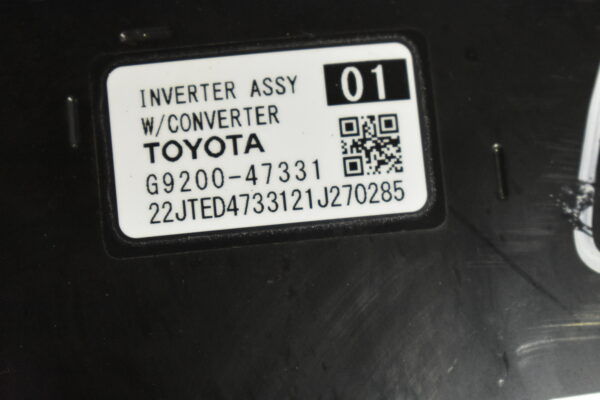 INVERTER ASSY 01
W/CONVERTER
TOYOTA
G9200-47331
22JTED4733121J270285